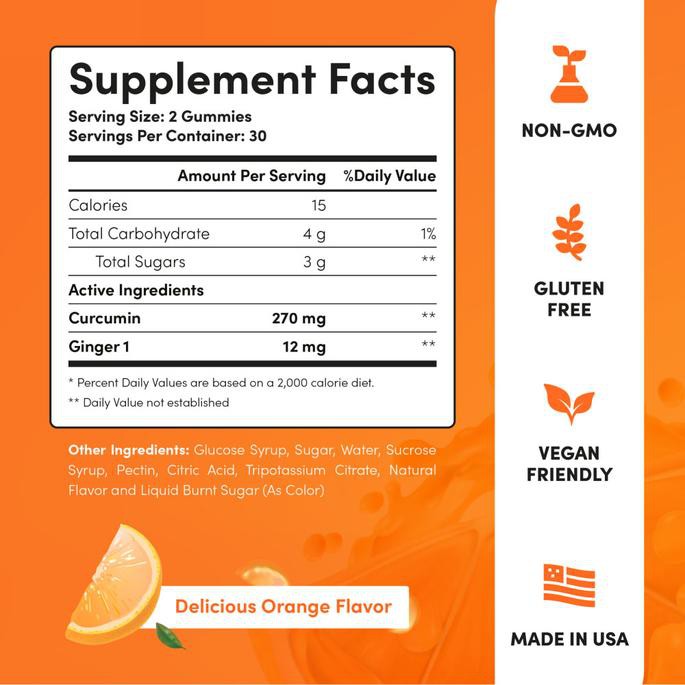 Supplement Facts
Serving Size: 2 Gummies
Servings Per Container: 30
Amount Per Serving %Daily Value
Calories 15
Total Carbohydrate 4 g 1%
Total Sugars 3 g **
Active Ingredients
Curcumin 270 mg **
Ginger 1 12 mg **
* Percent Daily Values are based on a 2,000 calorie diet.
** Daily Value not established
Other Ingredients: Glucose Syrup, Sugar, Water, Sucrose
Syrup, Pectin, Citric Acid, Tripotassium Citrate, Natural
Flavor and Liquid Burnt Sugar (As Color)
Delicious Orange Flavor
NON-GMO
GLUTEN
FREE
VEGAN
FRIENDLY
MADE IN USA